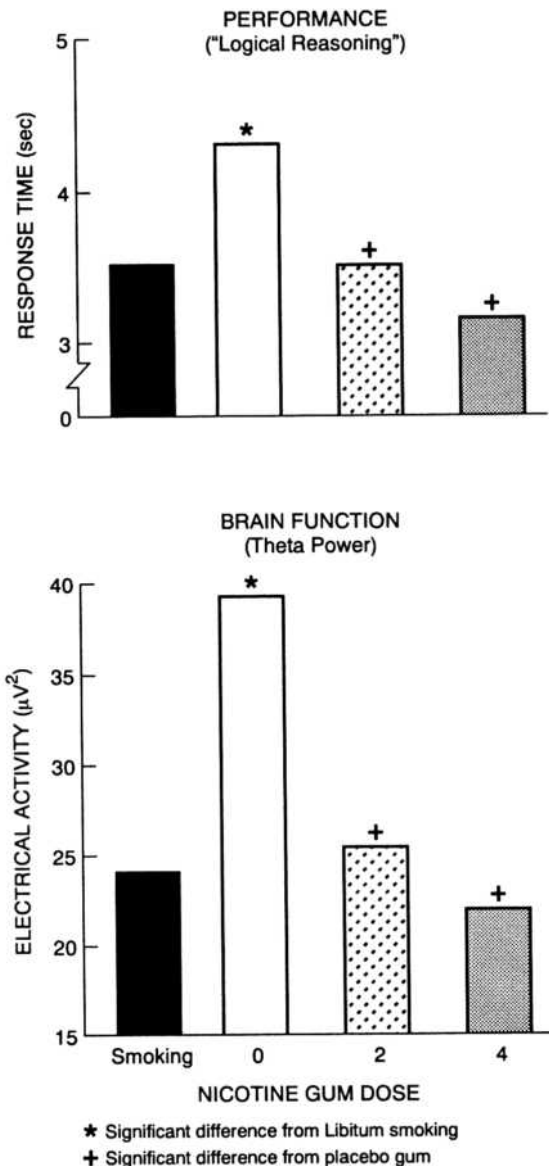 PERFORMANCE
("Logical Reasoning")
5
4
3
0
RESPONSE TIME (sec)
*
+
+
BRAIN FUNCTION
(Theta Power)
40
35
30
25
20
15
ELECTRICAL ACTIVITY (μV²)
*
+
+
Smoking 0 2 4
NICOTINE GUM DOSE
* Significant difference from Libitum smoking
+ Significant difference from placebo gum